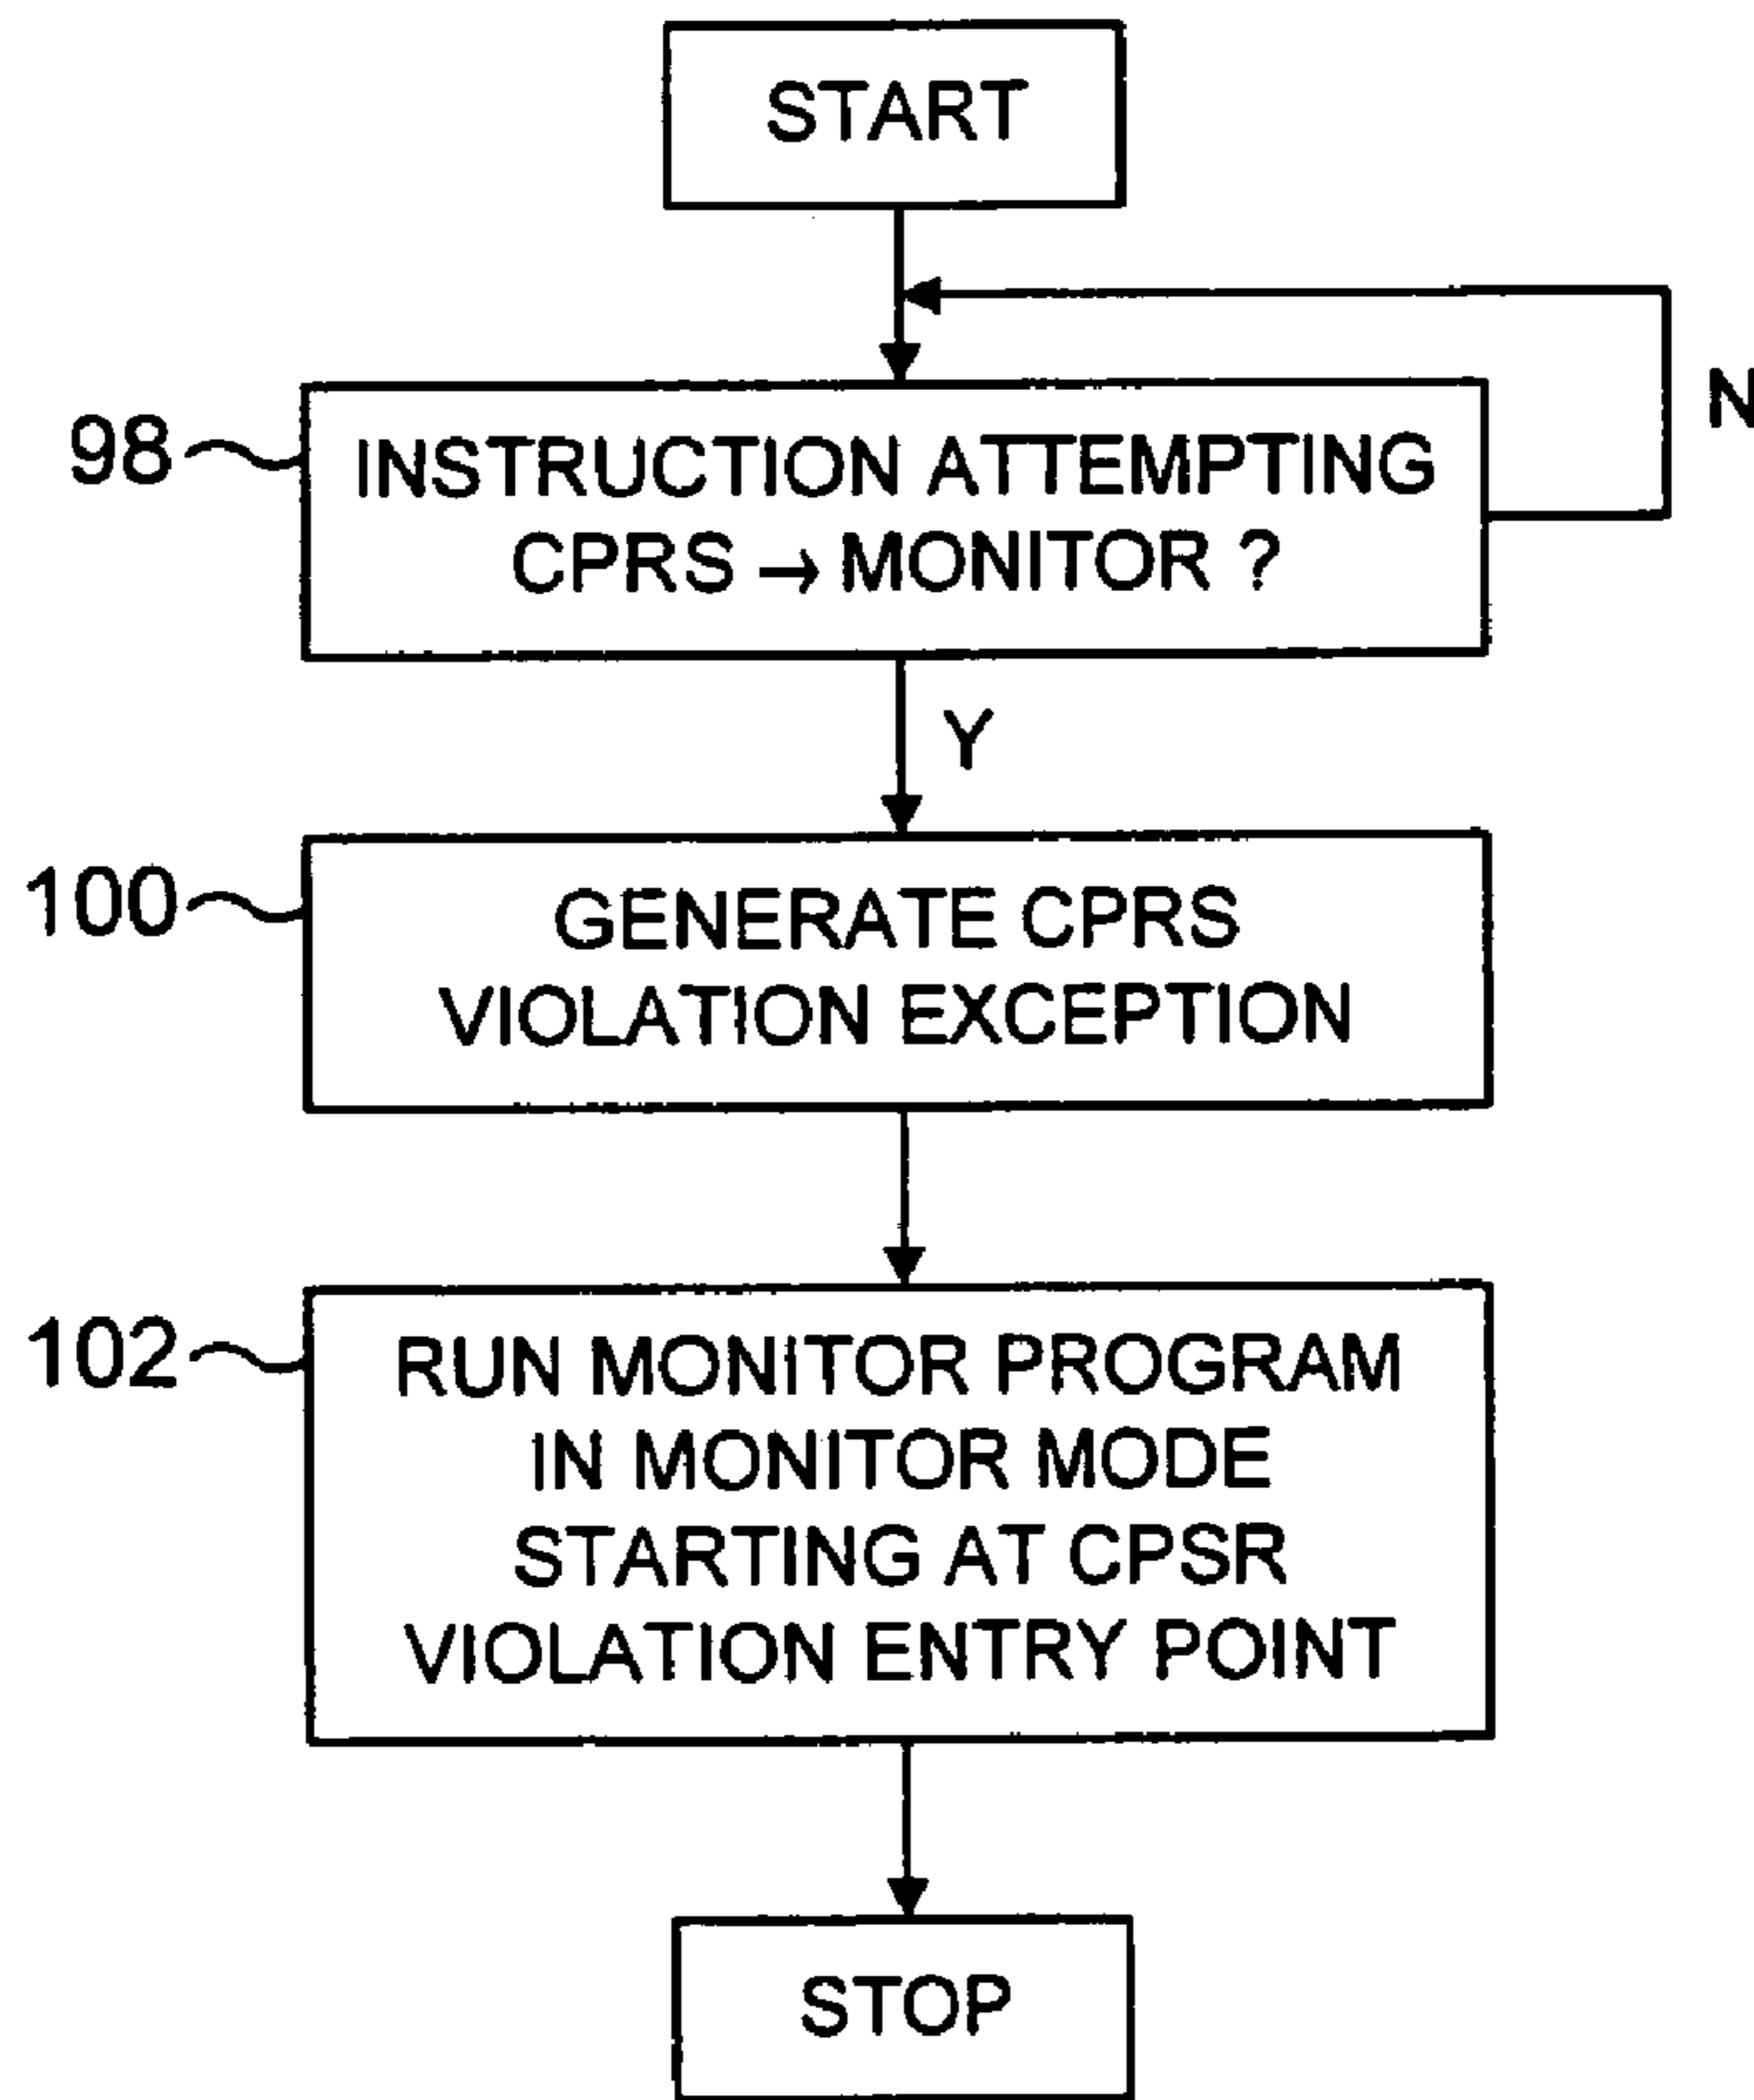 START
N
98
INSTRUCTION ATTEMPTING
CPRS → MONITOR ?
Y
100
GENERATE CPRS
VIOLATION EXCEPTION
102
RUN MONITOR PROGRAM
IN MONITOR MODE
STARTING AT CPSR
VIOLATION ENTRY POINT
STOP